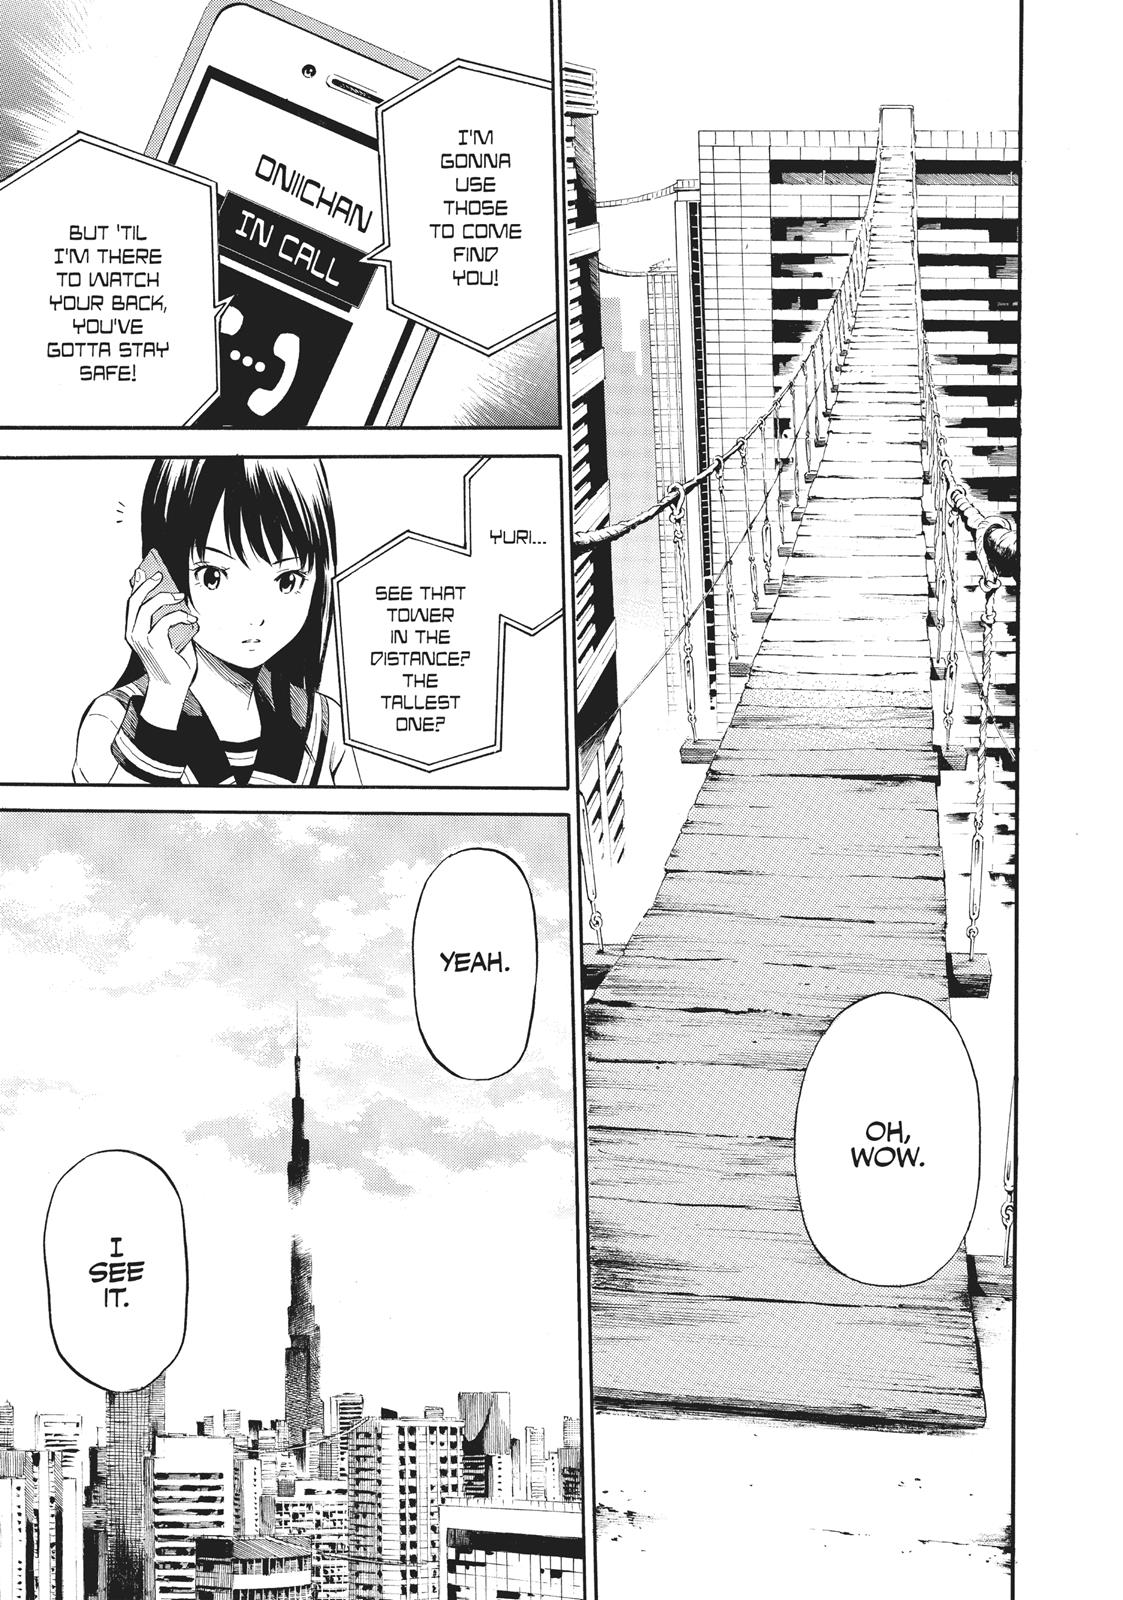 OH,
WOW.
I'M
GONNA
USE
THOSE
TO COME
FIND
YOU!
ONIICHAN
IN CALL
BUT 'TIL
I'M THERE
TO WATCH
YOUR BACK,
YOU'VE
GOTTA STAY
SAFE!
YURI...
SEE THAT
TOWER
IN THE
DISTANCE?
THE
TALLEST
ONE?
YEAH.
I
SEE
IT.